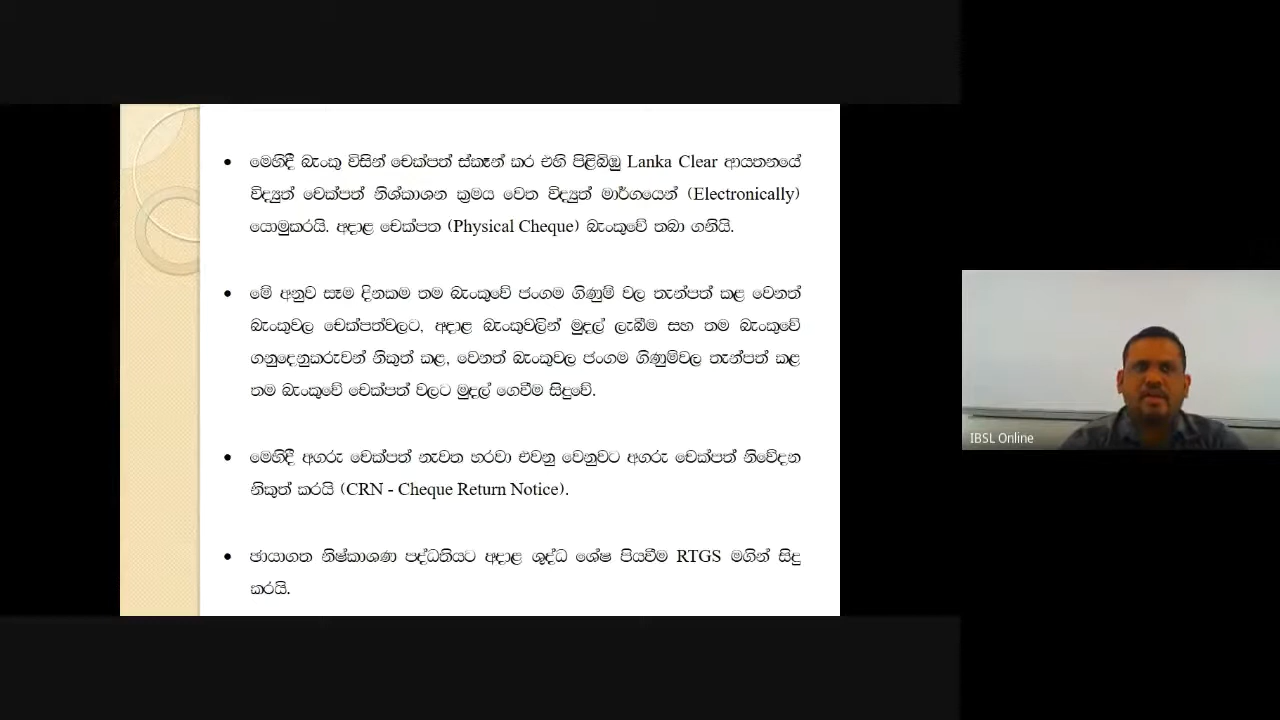 මෙහිදී බැංකු විසින් චෙක්පත් ස්කෑන් කර එහි පිළිබිඹු Lanka Clear ආයතනයේ
විද්‍යුත් චෙක්පත් නිශ්කාශන ක්‍රමය වෙත විද්‍යුත් මාර්ගයෙන් (Electronically)
යොමුකරයි. අදාළ චෙක්පත (Physical Cheque) බැංකුවේ තබා ගනියි.
මේ අනුව සෑම දිනකම තම බැංකුවේ ජංගම ගිණුම් වල තැන්පත් කළ වෙනත්
බැංකුවල චෙක්පත්වලට, අදාළ බැංකුවලින් මුදල් ලැබීම සහ තම බැංකුවේ
ගනුදෙනුකරුවන් නිකුත් කළ, වෙනත් බැංකුවල ජංගම ගිණුම්වල තැන්පත් කළ
තම බැංකුවේ චෙක්පත් වලට මුදල් ගෙවීම සිදුවේ.
මෙහිදී අගරු චෙක්පත් නැවත හරවා එවනු වෙනුවට අගරු චෙක්පත් නිවේදන
නිකුත් කරයි (CRN - Cheque Return Notice).
ඡායාගත නිෂ්කාශණ පද්ධතියට අදාළ ශුද්ධ ශේෂ පියවීම RTGS මගින් සිදු
කරයි.
IBSL Online